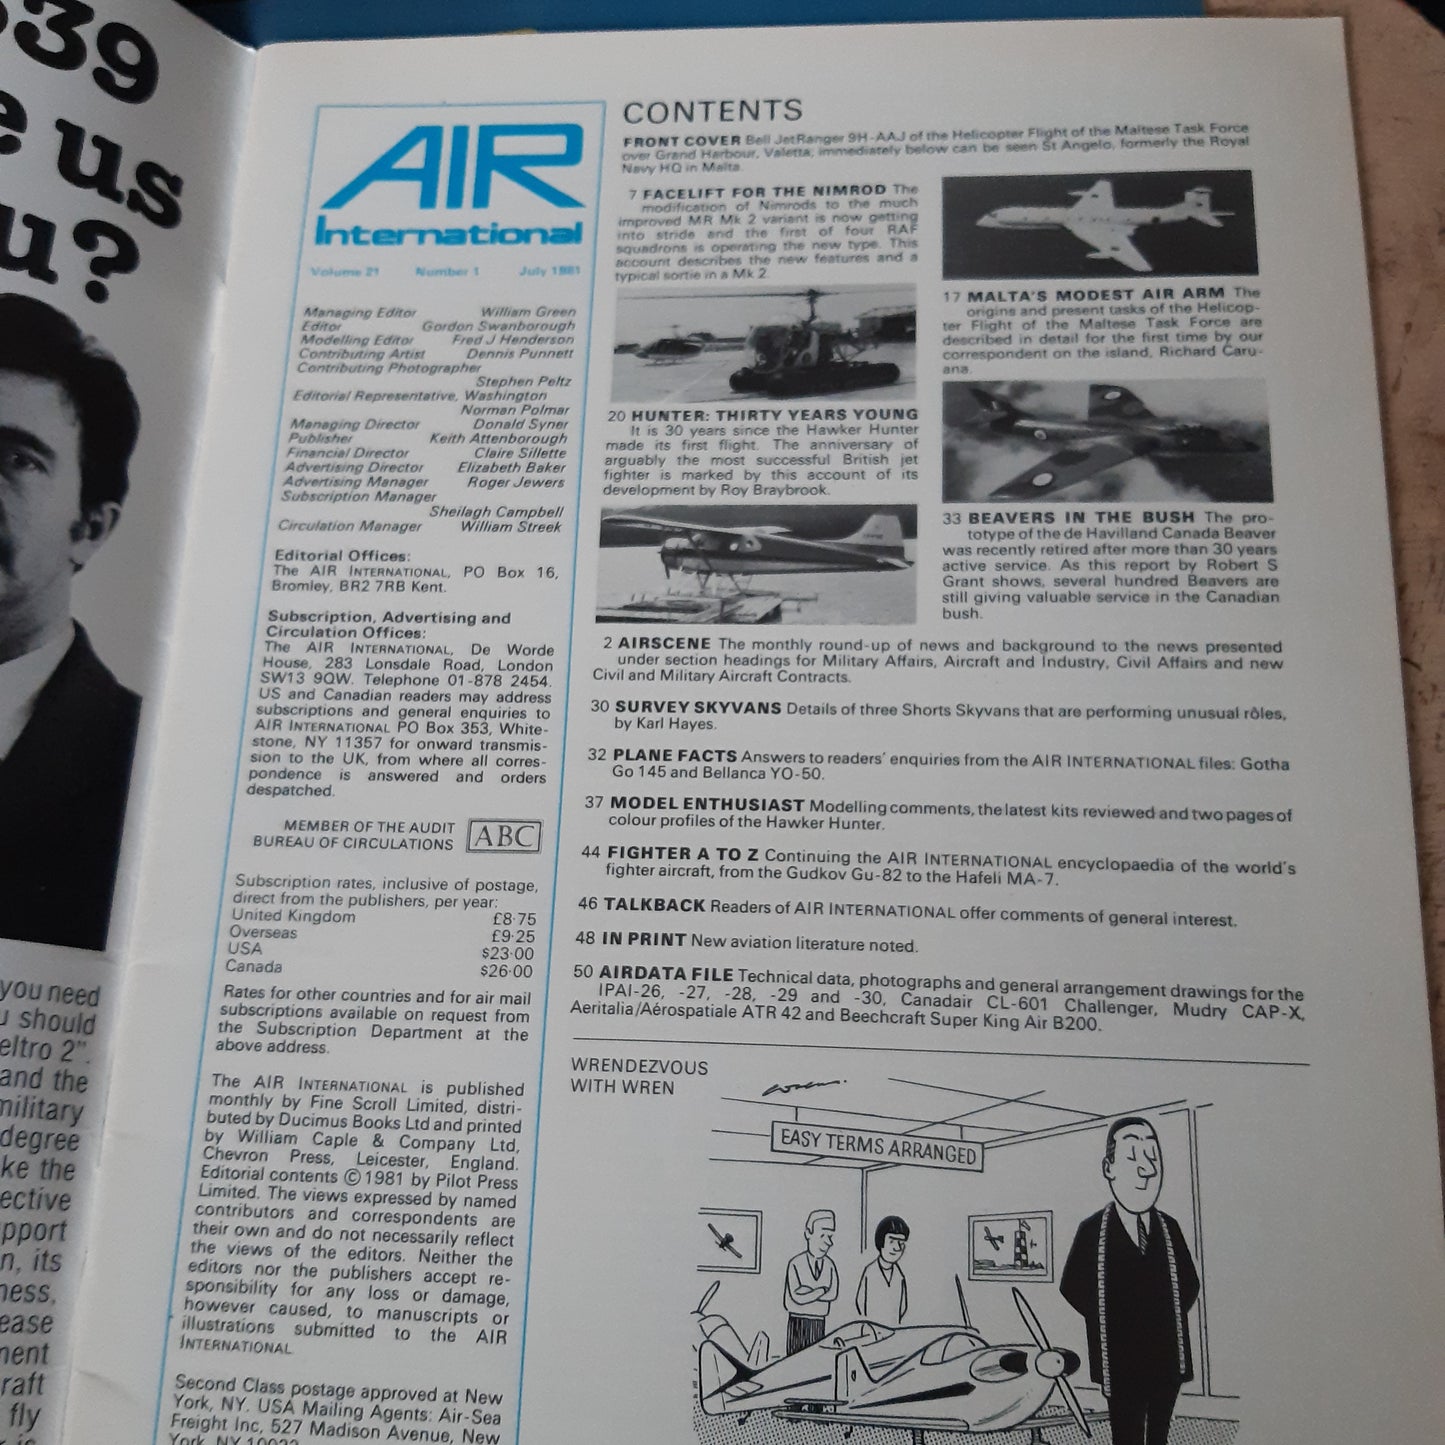 39
e us
u?
you need
u should
eltro 2".
and the
military
degree
ke the
ective
pport
n, its
ness,
ease
ment
raft
fly
AIR
International
Volume 21 Number 1 July 1981
Managing Editor William Green
Editor Gordon Swanborough
Modelling Editor Fred J Henderson
Contributing Artist Dennis Punnett
Contributing Photographer
Stephen Peltz
Editorial Representative, Washington
Norman Polmar
Managing Director Donald Syner
Publisher Keith Attenborough
Financial Director Claire Sillette
Advertising Director Elizabeth Baker
Advertising Manager Roger Jewers
Subscription Manager
Sheilagh Campbell
Circulation Manager William Streek
Editorial Offices:
The AIR INTERNATIONAL, PO Box 16,
Bromley, BR2 7RB Kent.
Subscription, Advertising and
Circulation Offices:
The AIR INTERNATIONAL, De Worde
House, 283 Lonsdale Road, London
SW13 9QW. Telephone 01-878 2454.
US and Canadian readers may address
subscriptions and general enquiries to
AIR INTERNATIONAL PO Box 353, White-
stone, NY 11357 for onward transmis-
sion to the UK, from where all corres-
pondence is answered and orders
despatched.
MEMBER OF THE AUDIT
BUREAU OF CIRCULATIONS
ABC
Subscription rates, inclusive of postage,
direct from the publishers, per year:
United Kingdom £8·75
Overseas £9·25
USA $23·00
Canada $26·00
Rates for other countries and for air mail
subscriptions available on request from
the Subscription Department at the
above address.
The AIR INTERNATIONAL is published
monthly by Fine Scroll Limited, distri-
buted by Ducimus Books Ltd and printed
by William Caple & Company Ltd,
Chevron Press, Leicester, England.
Editorial contents © 1981 by Pilot Press
Limited. The views expressed by named
contributors and correspondents are
their own and do not necessarily reflect
the views of the editors. Neither the
editors nor the publishers accept re-
sponsibility for any loss or damage,
however caused, to manuscripts or
illustrations submitted to the AIR
INTERNATIONAL
Second Class postage approved at New
York, NY. USA Mailing Agents: Air-Sea
Freight Inc, 527 Madison Avenue, New
York, NY 10022
CONTENTS
FRONT COVER Bell JetRanger 9H-AAJ of the Helicopter Flight of the Maltese Task Force
over Grand Harbour, Valetta; immediately below can be seen St Angelo, formerly the Royal
Navy HQ in Malta.
7 FACELIFT FOR THE NIMROD The
modification of Nimrods to the much
improved MR Mk 2 variant is now getting
into stride and the first of four RAF
squadrons is operating the new type. This
account describes the new features and a
typical sortie in a Mk 2.
17 MALTA'S MODEST AIR ARM The
origins and present tasks of the Helicop-
ter Flight of the Maltese Task Force are
described in detail for the first time by our
correspondent on the island, Richard Caru-
ana.
20 HUNTER: THIRTY YEARS YOUNG
It is 30 years since the Hawker Hunter
made its first flight. The anniversary of
arguably the most successful British jet
fighter is marked by this account of its
development by Roy Braybrook.
33 BEAVERS IN THE BUSH The pro-
totype of the de Havilland Canada Beaver
was recently retired after more than 30 years
active service. As this report by Robert S
Grant shows, several hundred Beavers are
still giving valuable service in the Canadian
bush.
2 AIRSCENE The monthly round-up of news and background to the news presented
under section headings for Military Affairs, Aircraft and Industry, Civil Affairs and new
Civil and Military Aircraft Contracts.
30 SURVEY SKYVANS Details of three Shorts Skyvans that are performing unusual rôles,
by Karl Hayes.
32 PLANE FACTS Answers to readers' enquiries from the AIR INTERNATIONAL files: Gotha
Go 145 and Bellanca YO-50.
37 MODEL ENTHUSIAST Modelling comments, the latest kits reviewed and two pages of
colour profiles of the Hawker Hunter.
44 FIGHTER A TO Z Continuing the AIR INTERNATIONAL encyclopaedia of the world's
fighter aircraft, from the Gudkov Gu-82 to the Hafeli MA-7.
46 TALKBACK Readers of AIR INTERNATIONAL offer comments of general interest.
48 IN PRINT New aviation literature noted.
50 AIRDATA FILE Technical data, photographs and general arrangement drawings for the
IPAI-26, -27, -28, -29 and -30, Canadair CL-601 Challenger, Mudry CAP-X,
Aeritalia/Aérospatiale ATR 42 and Beechcraft Super King Air B200.
WRENDEZVOUS
WITH WREN
wren.
EASY TERMS ARRANGED